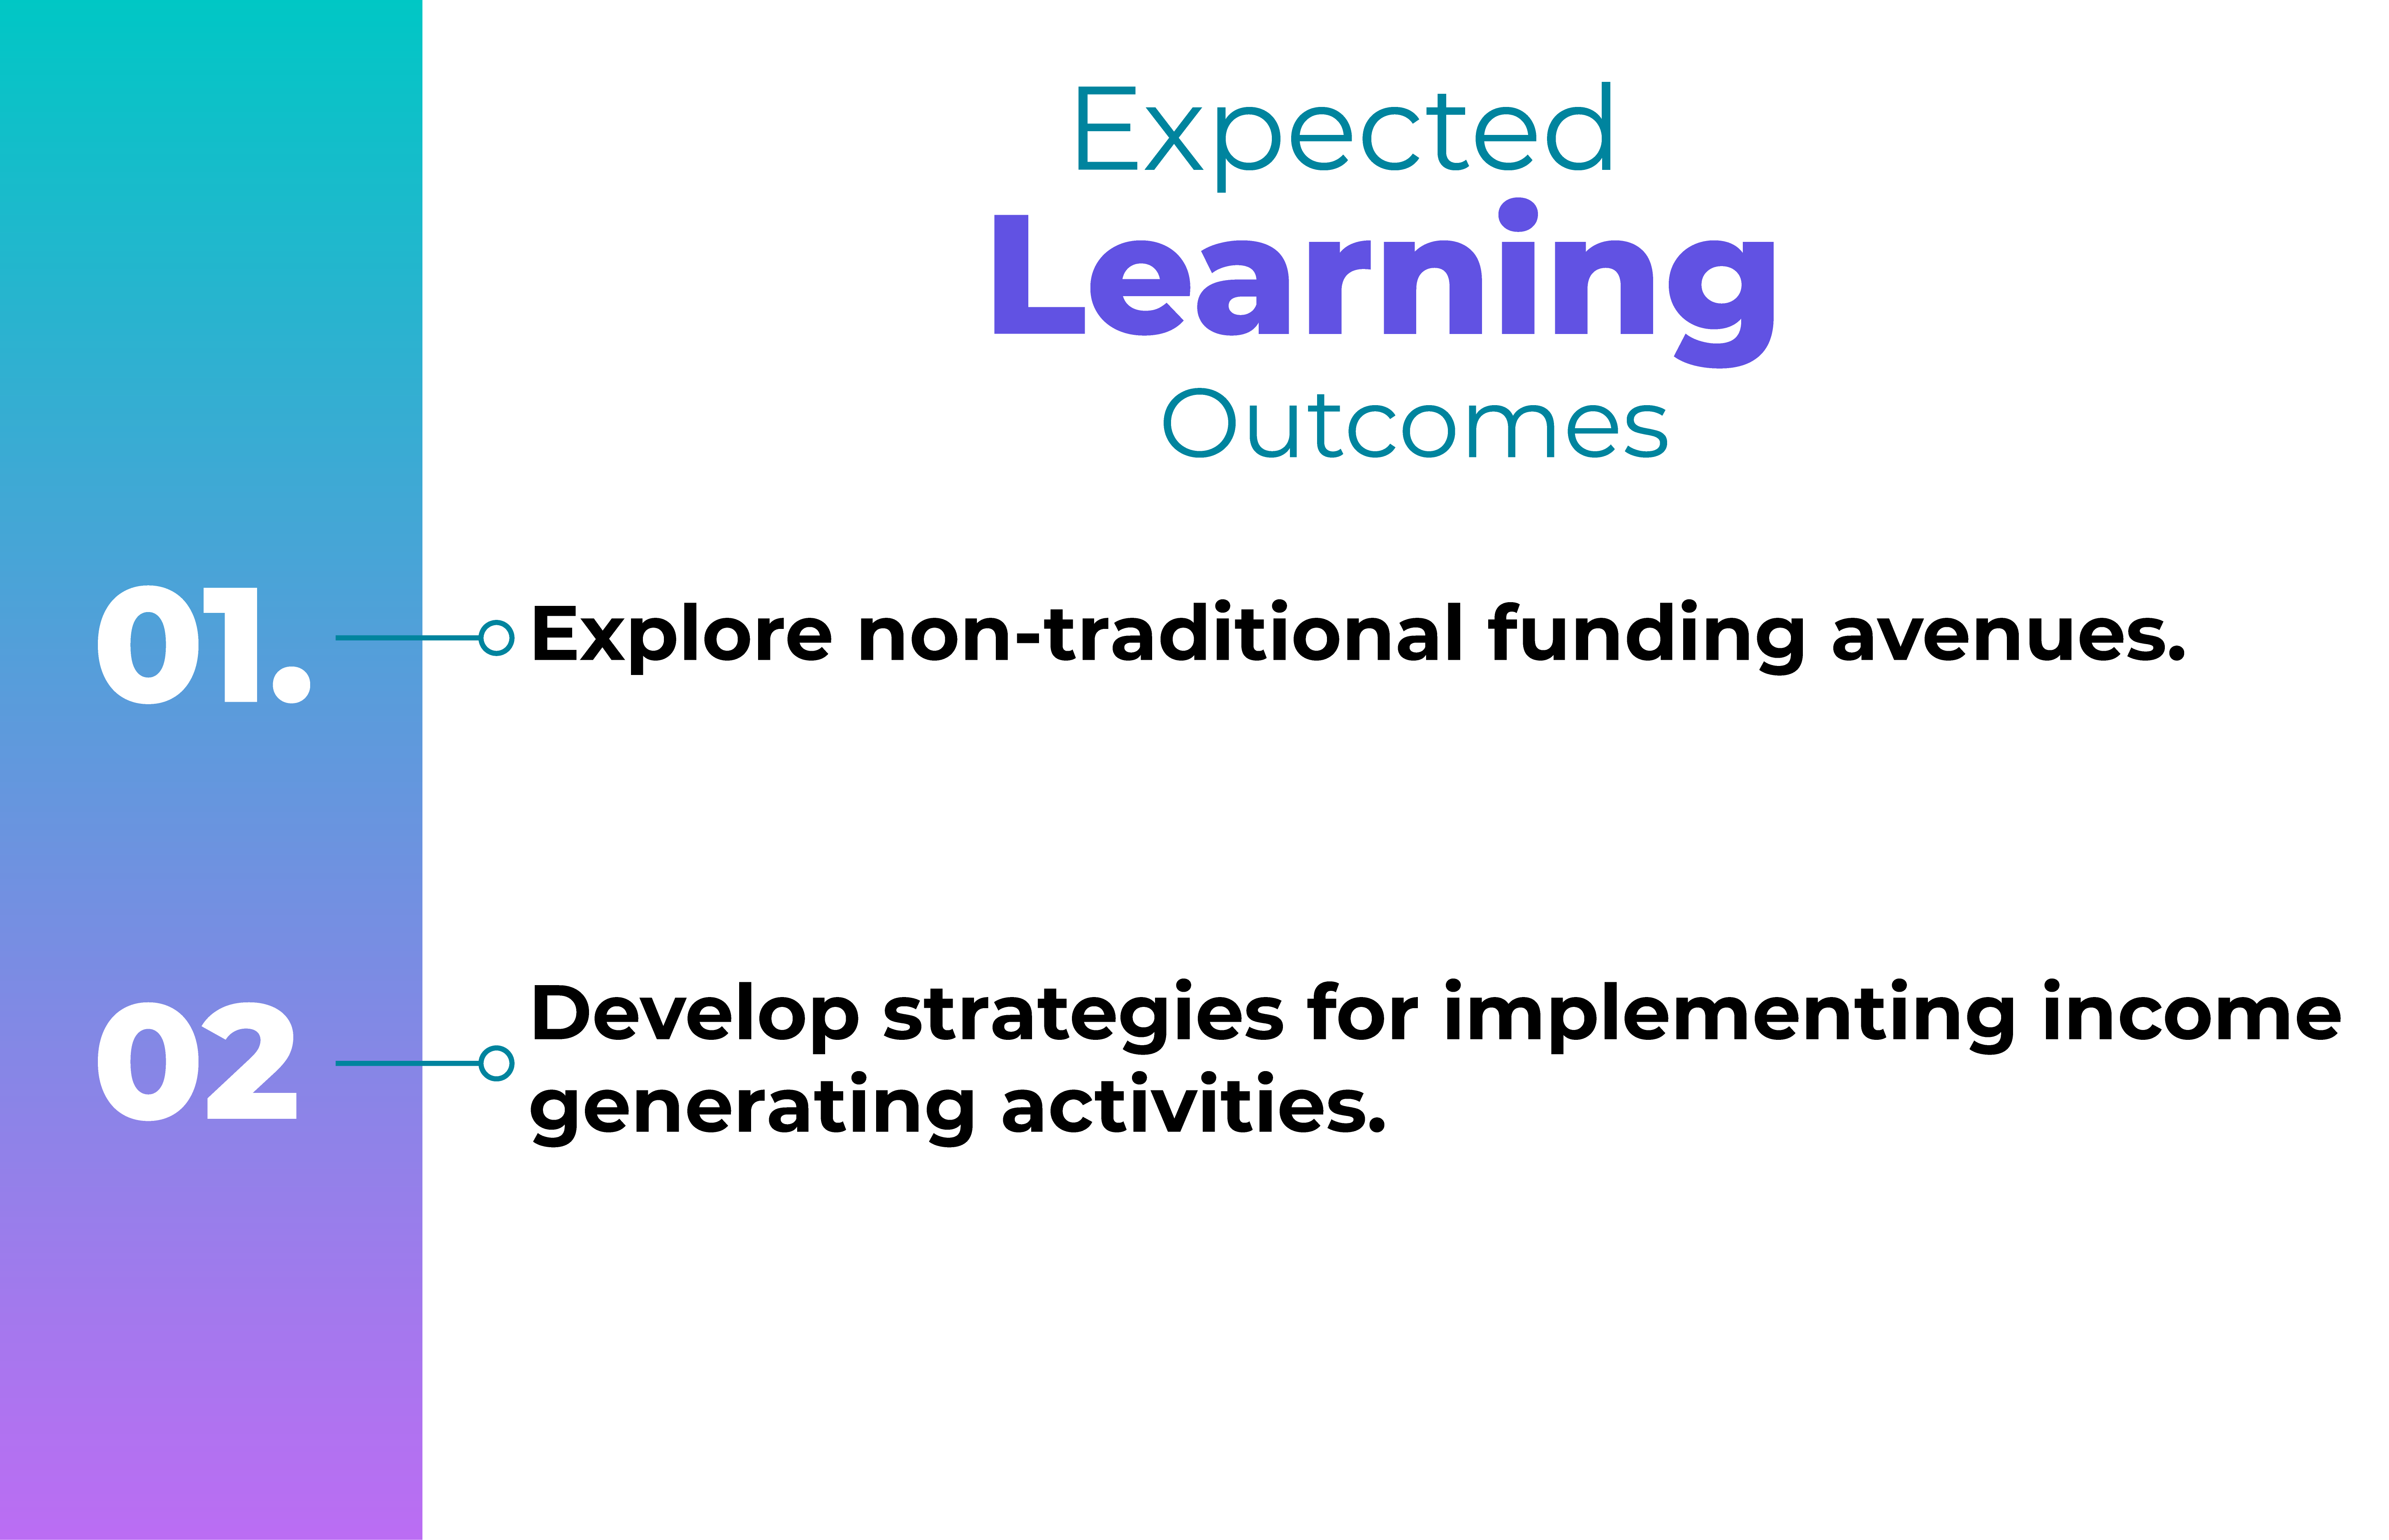 Expected
Learning
Outcomes
01.
Explore non-traditional funding avenues.
02
Develop strategies for implementing income
generating activities.